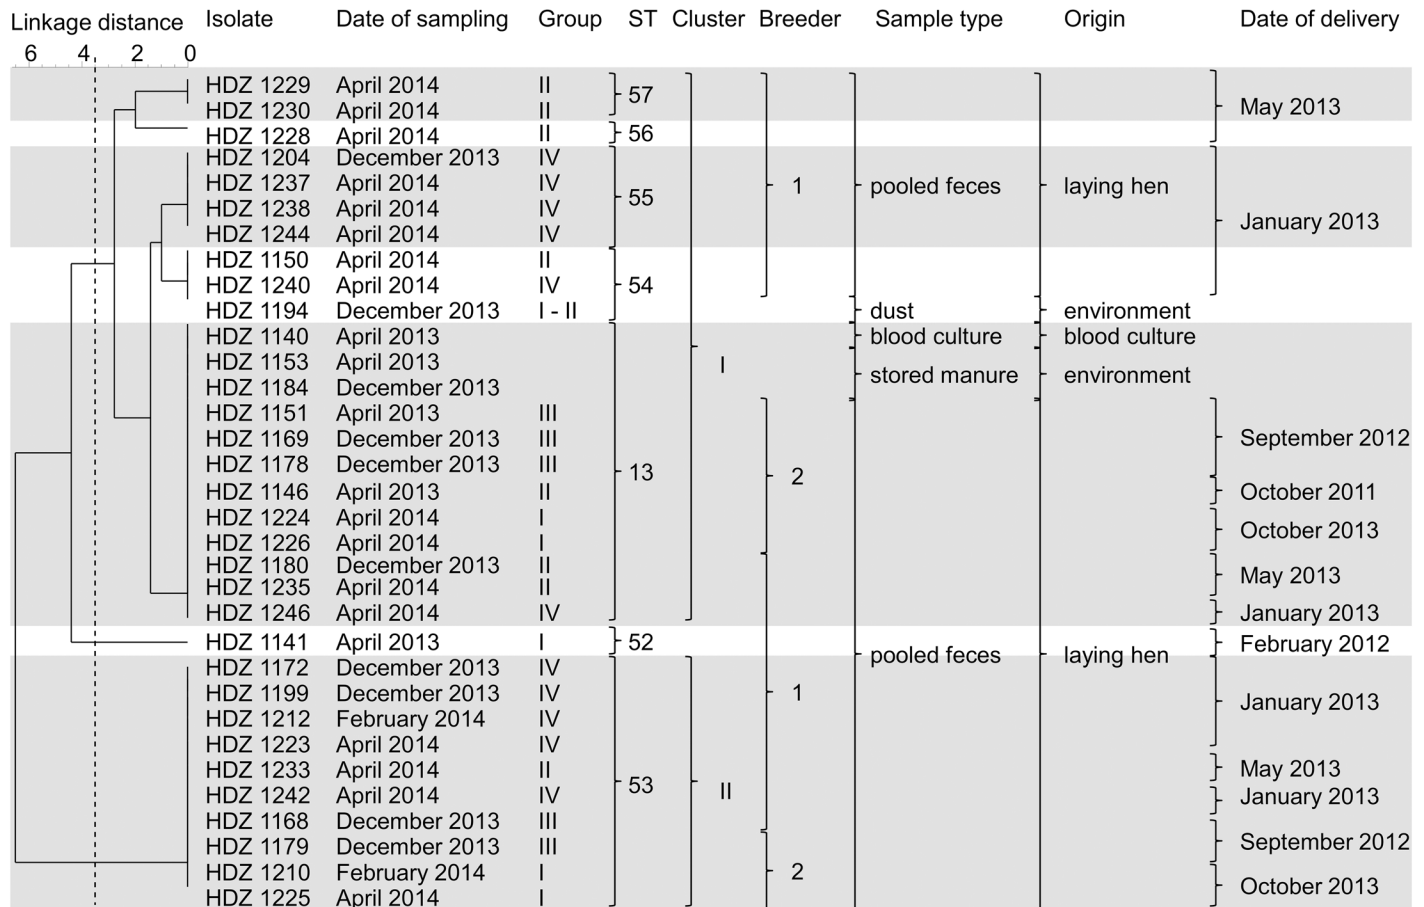 Linkage distance Isolate Date of sampling Group ST Cluster Breeder Sample type Origin Date of delivery
6 4 2 0
HDZ 1229 April 2014 II
57
HDZ 1230 April 2014 II
May 2013
HDZ 1228 April 2014 II 56
HDZ 1204 December 2013 IV
HDZ 1237 April 2014 IV
1 pooled feces laying hen
55
HDZ 1238 April 2014 IV
January 2013
HDZ 1244 April 2014 IV
HDZ 1150 April 2014 II
HDZ 1240 April 2014 IV
54
HDZ 1194 December 2013 I - II dust environment
HDZ 1140 April 2013 blood culture blood culture
HDZ 1153 April 2013
I
stored manure environment
HDZ 1184 December 2013
HDZ 1151 April 2013 III
HDZ 1169 December 2013 III September 2012
HDZ 1178 December 2013 III
13
2
HDZ 1146 April 2013 II October 2011
HDZ 1224 April 2014 I
October 2013
HDZ 1226 April 2014 I
HDZ 1180 December 2013 II
May 2013
HDZ 1235 April 2014 II
HDZ 1246 April 2014 IV January 2013
HDZ 1141 April 2013 I 52 February 2012
pooled feces laying hen
HDZ 1172 December 2013 IV
HDZ 1199 December 2013 IV
1
January 2013
HDZ 1212 February 2014 IV
HDZ 1223 April 2014 IV
HDZ 1233 April 2014 II May 2013
53
II
HDZ 1242 April 2014 IV January 2013
HDZ 1168 December 2013 III
September 2012
HDZ 1179 December 2013 III
HDZ 1210 February 2014 I 2
October 2013
HDZ 1225 April 2014 I